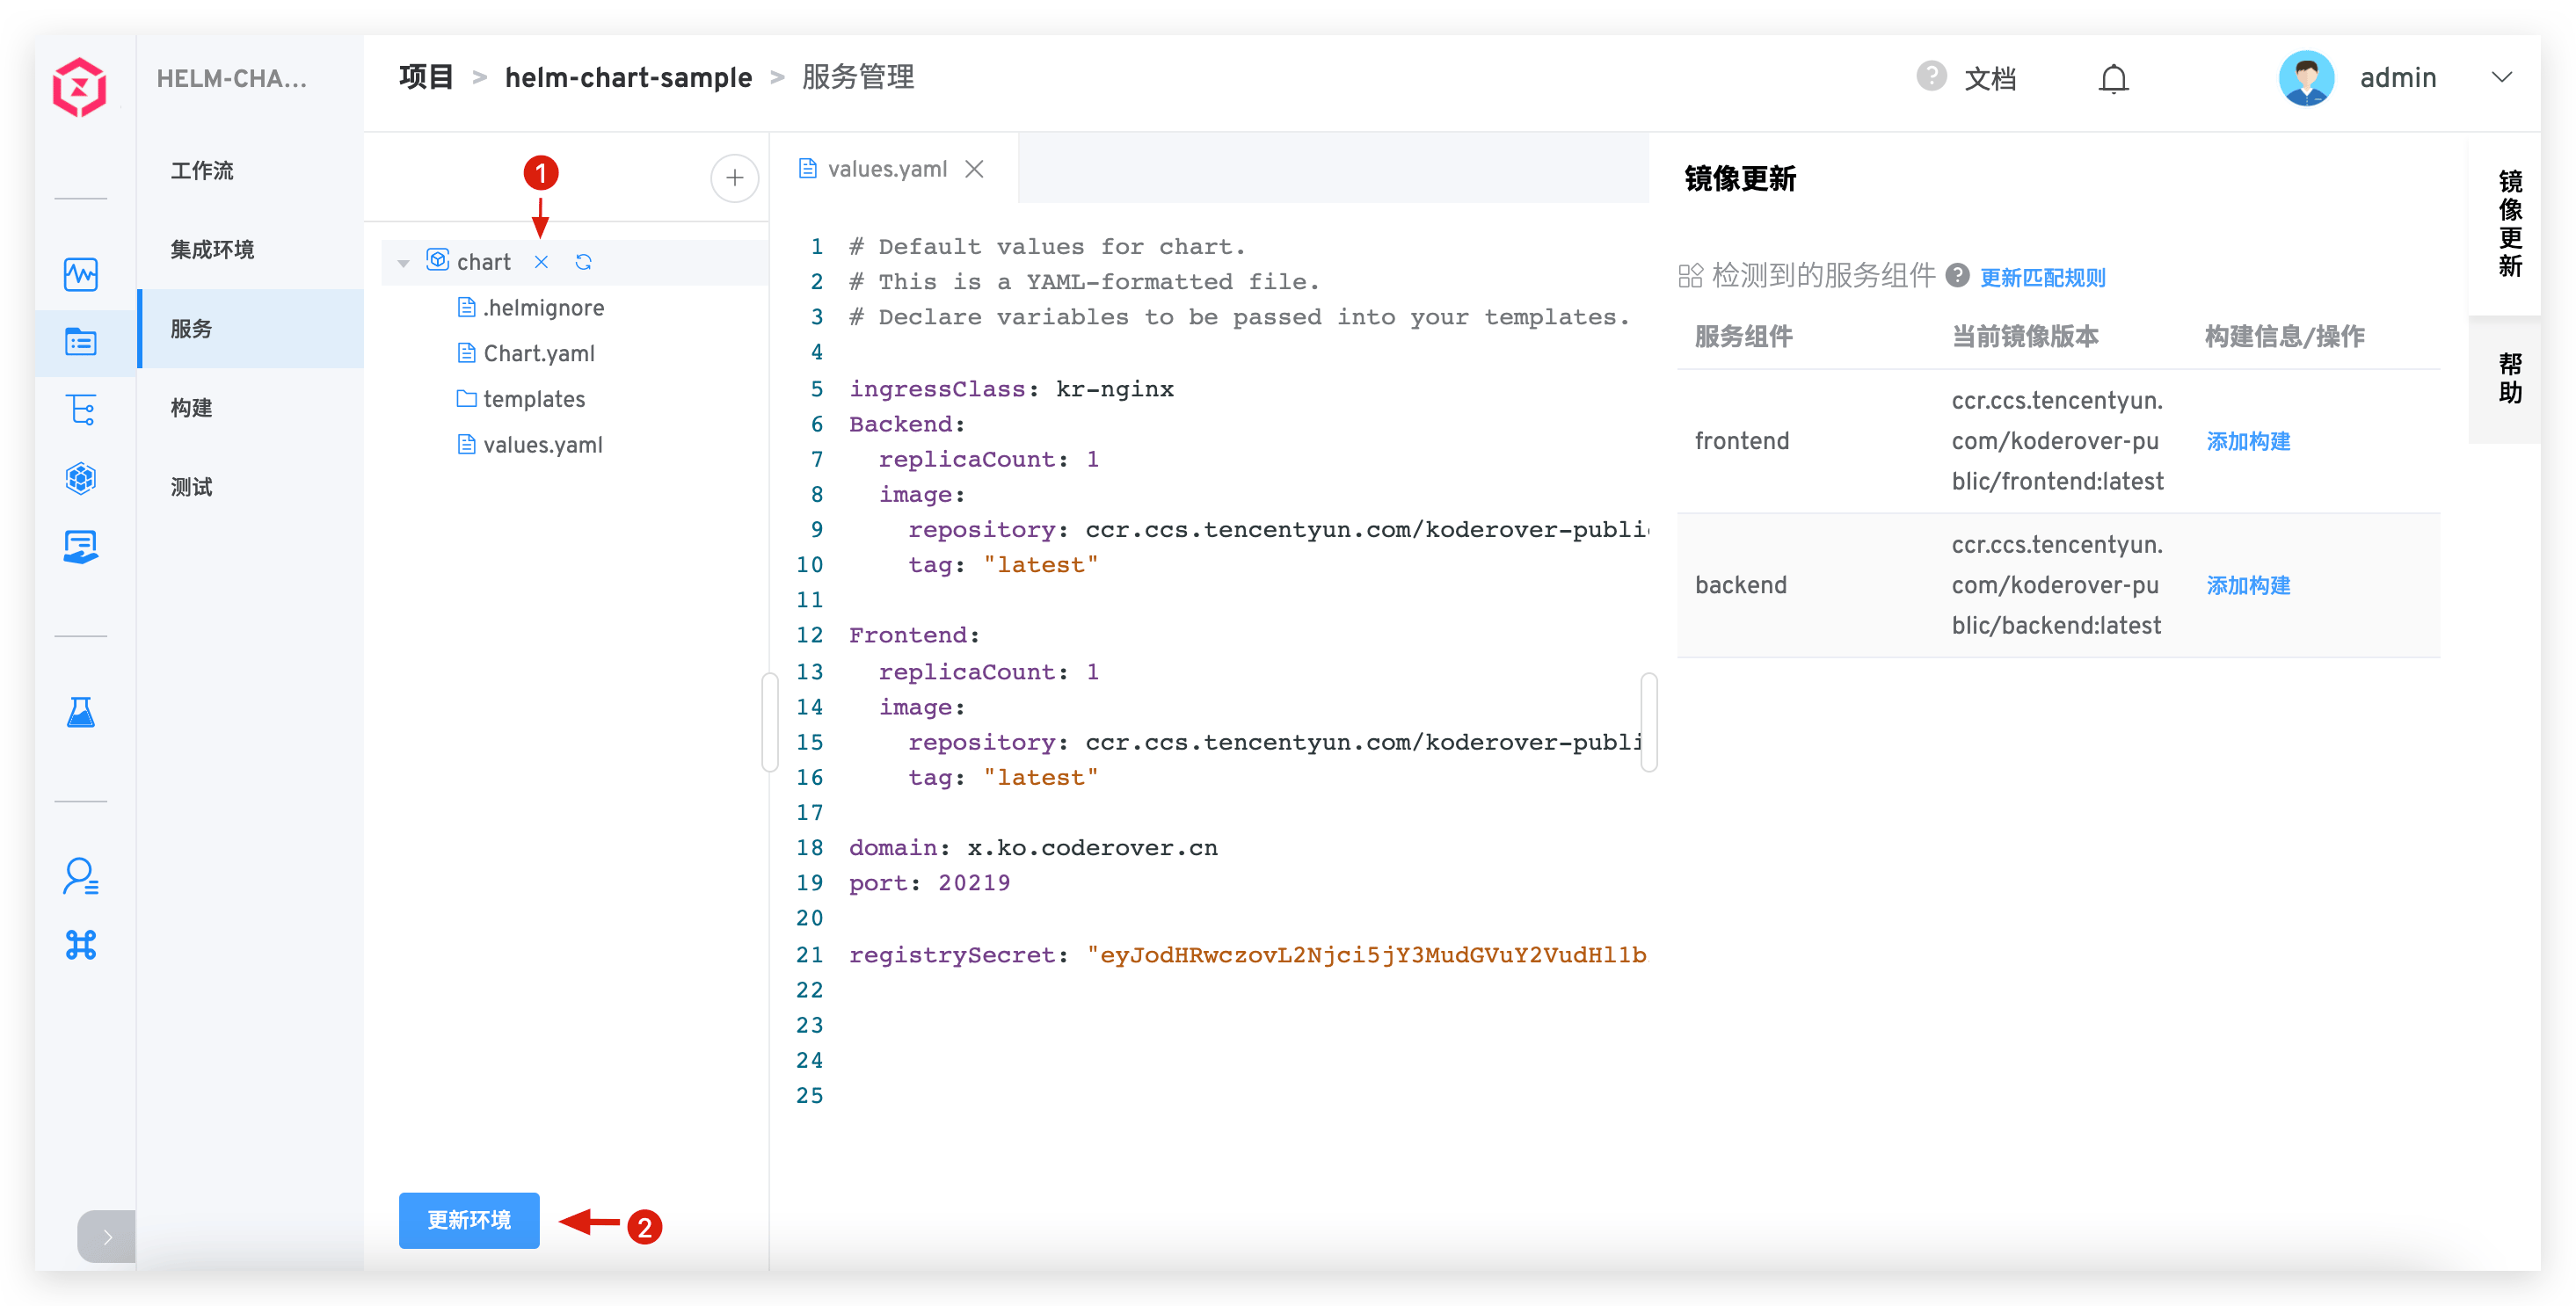 HELM-CHA...
项目 > helm-chart-sample > 服务管理
? 文档
admin
工作流
集成环境
服务
构建
测试
1
+
chart
.helmignore
Chart.yaml
templates
values.yaml
更新环境
2
values.yaml
1 # Default values for chart.
2 # This is a YAML-formatted file.
3 # Declare variables to be passed into your templates.
4
5 ingressClass: kr-nginx
6 Backend:
7 replicaCount: 1
8 image:
9 repository: ccr.ccs.tencentyun.com/koderover-public
10 tag: "latest"
11
12 Frontend:
13 replicaCount: 1
14 image:
15 repository: ccr.ccs.tencentyun.com/koderover-publi
16 tag: "latest"
17
18 domain: x.ko.coderover.cn
19 port: 20219
20
21 registrySecret: "eyJodHRwczovL2Njci5jY3MudGVuY2VudHl1b
22
23
24
25
镜像更新
检测到的服务组件 ? 更新匹配规则
服务组件 当前镜像版本 构建信息/操作
frontend
ccr.ccs.tencentyun.
com/koderover-pu
blic/frontend:latest
添加构建
backend
ccr.ccs.tencentyun.
com/koderover-pu
blic/backend:latest
添加构建
镜像更新
帮助